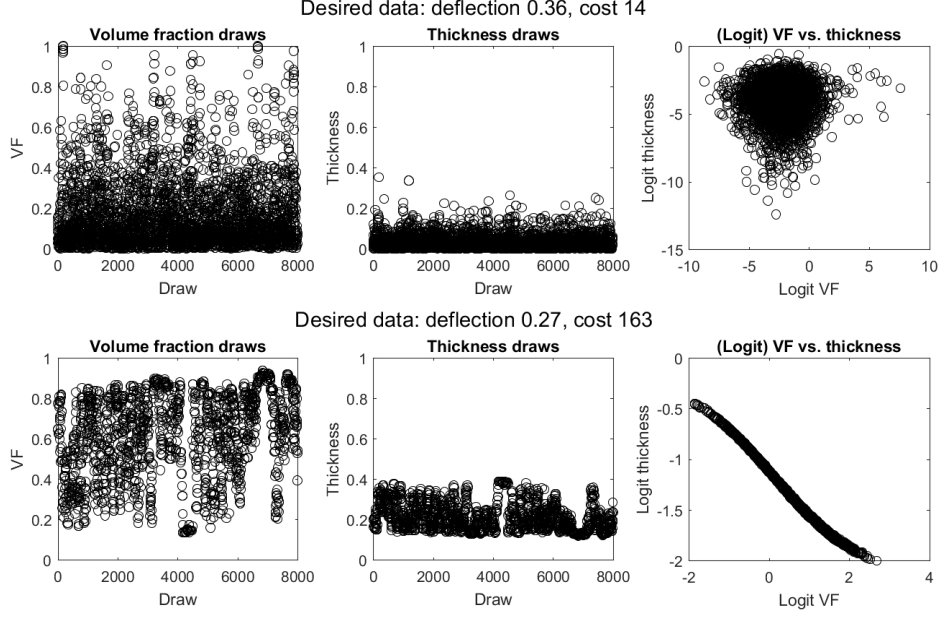 Desired data: deflection 0.36, cost 14
Volume fraction draws
Thickness draws
(Logit) VF vs. thickness
VF
1
0.8
0.6
0.4
0.2
0
0 2000 4000 6000 8000
Draw
Thickness
1
0.8
0.6
0.4
0.2
0
0 2000 4000 6000 8000
Draw
Logit thickness
0
-5
-10
-15
-10 -5 0 5 10
Logit VF
Desired data: deflection 0.27, cost 163
Volume fraction draws
Thickness draws
(Logit) VF vs. thickness
VF
1
0.8
0.6
0.4
0.2
0
0 2000 4000 6000 8000
Draw
Thickness
1
0.8
0.6
0.4
0.2
0
0 2000 4000 6000 8000
Draw
Logit thickness
0
-0.5
-1
-1.5
-2
-2 0 2 4
Logit VF